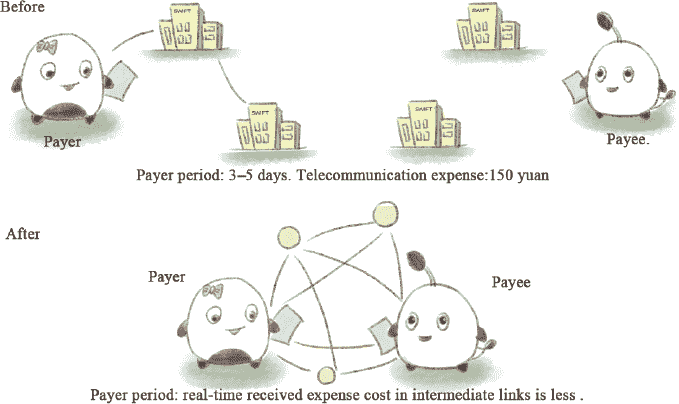 Before
SWIFT
SWIFT
SWIFT
SWIFT
Payer
Payee.
Payer period: 3–5 days. Telecommunication expense:150 yuan
After
Payer
Payee
Payer period: real-time received expense cost in intermediate links is less .